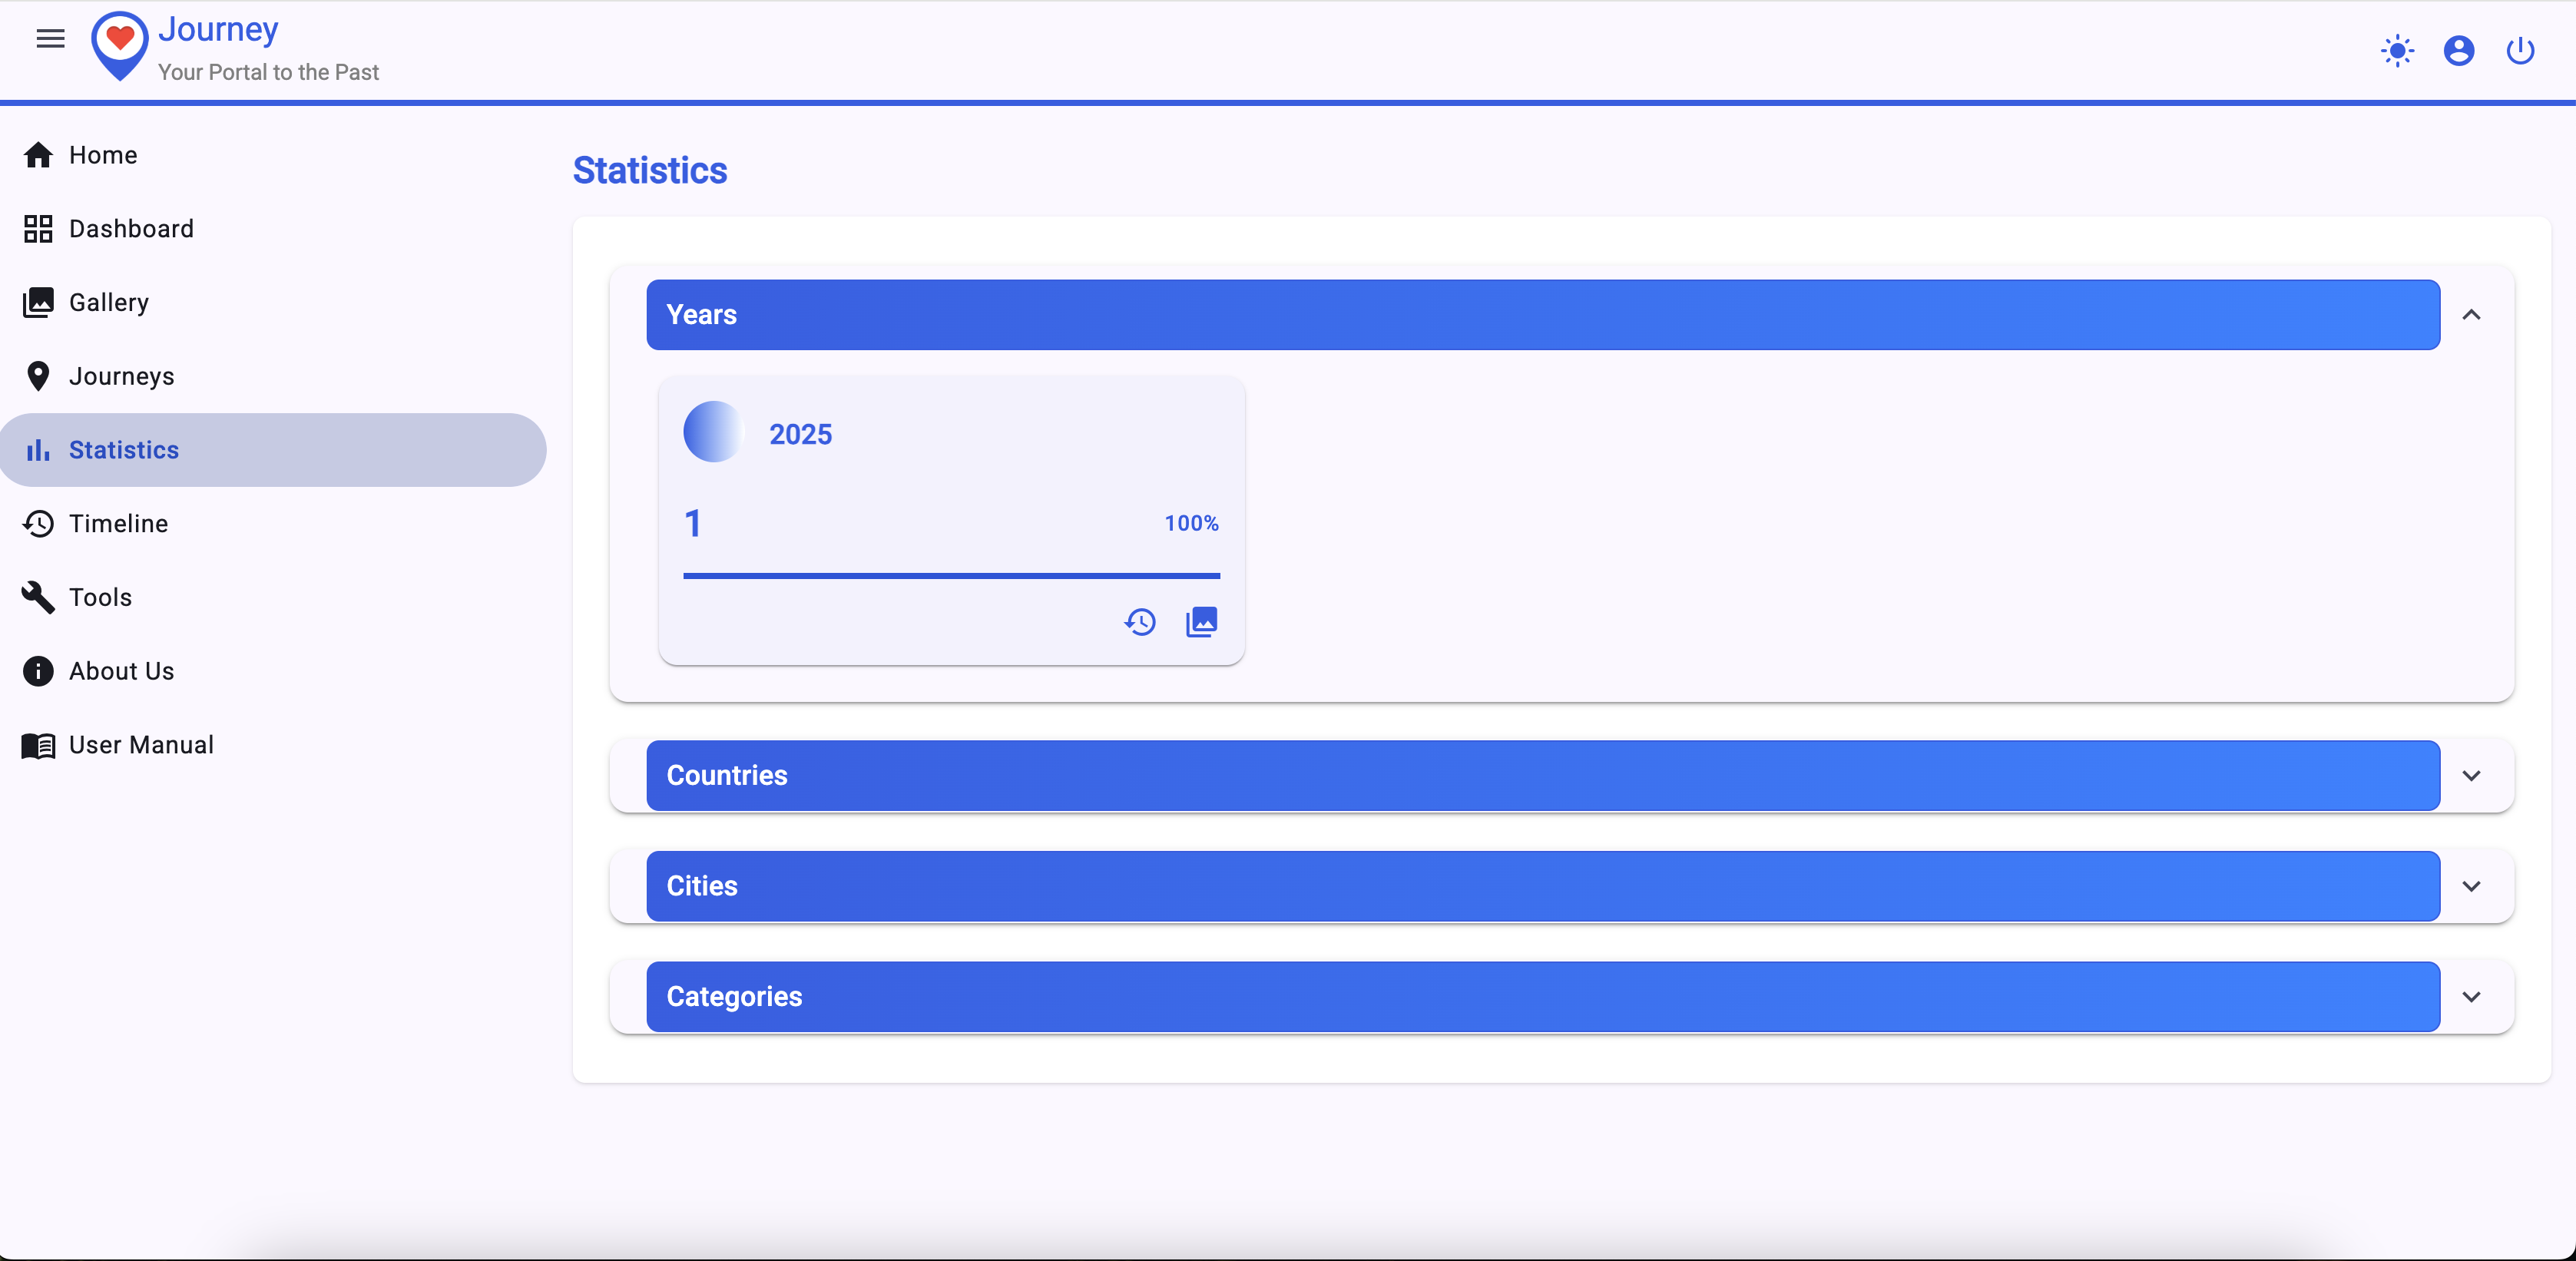 Journey
Your Portal to the Past
Home
Dashboard
Gallery
Journeys
Statistics
Timeline
Tools
About Us
User Manual
Statistics
Years
2025
1 100%
Countries
Cities
Categories